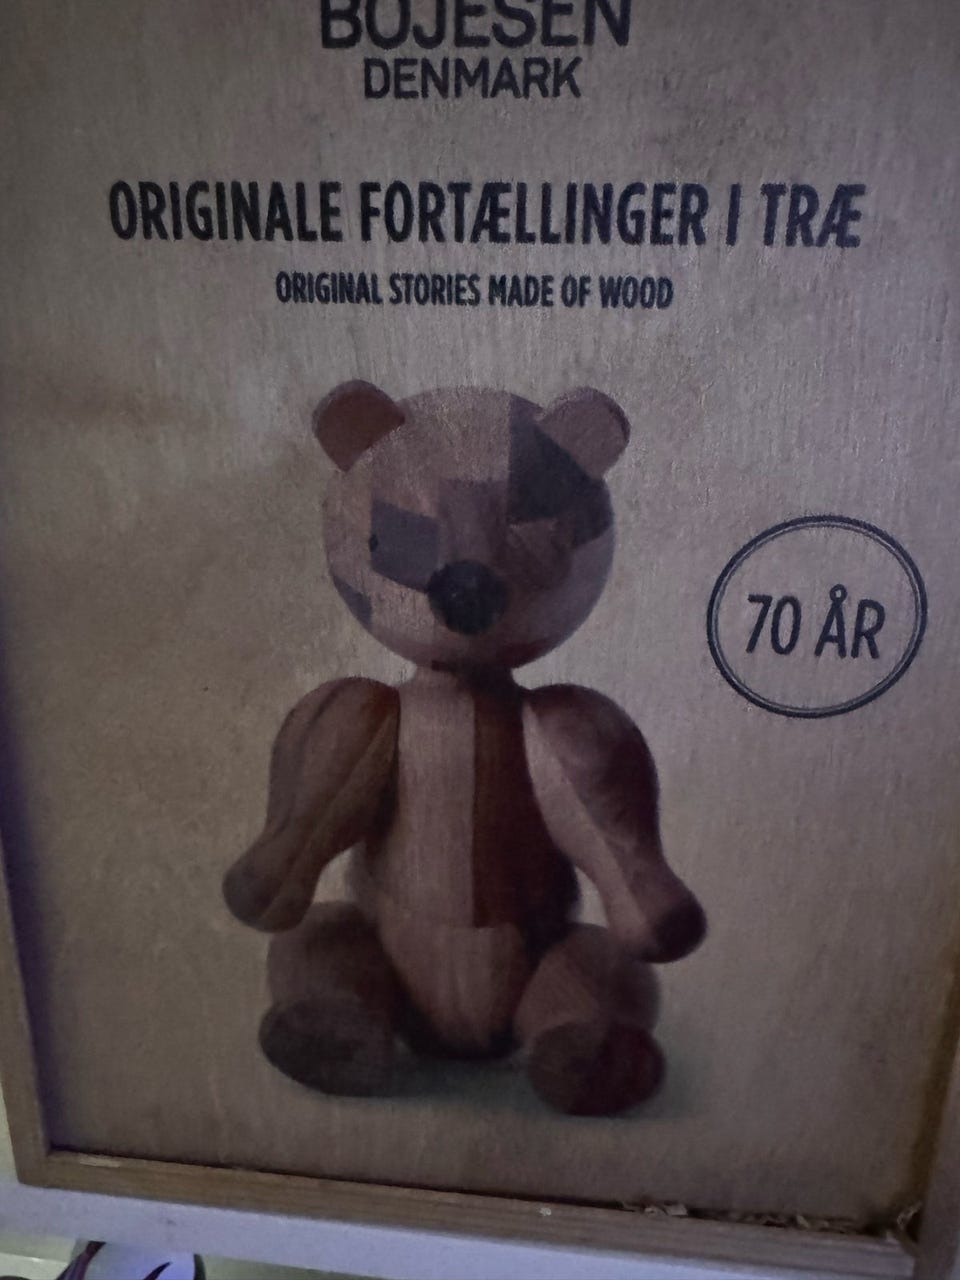 BOJESEN
DENMARK
ORIGINALE FORTÆLLINGER I TRÆ
ORIGINAL STORIES MADE OF WOOD
70 ÅR